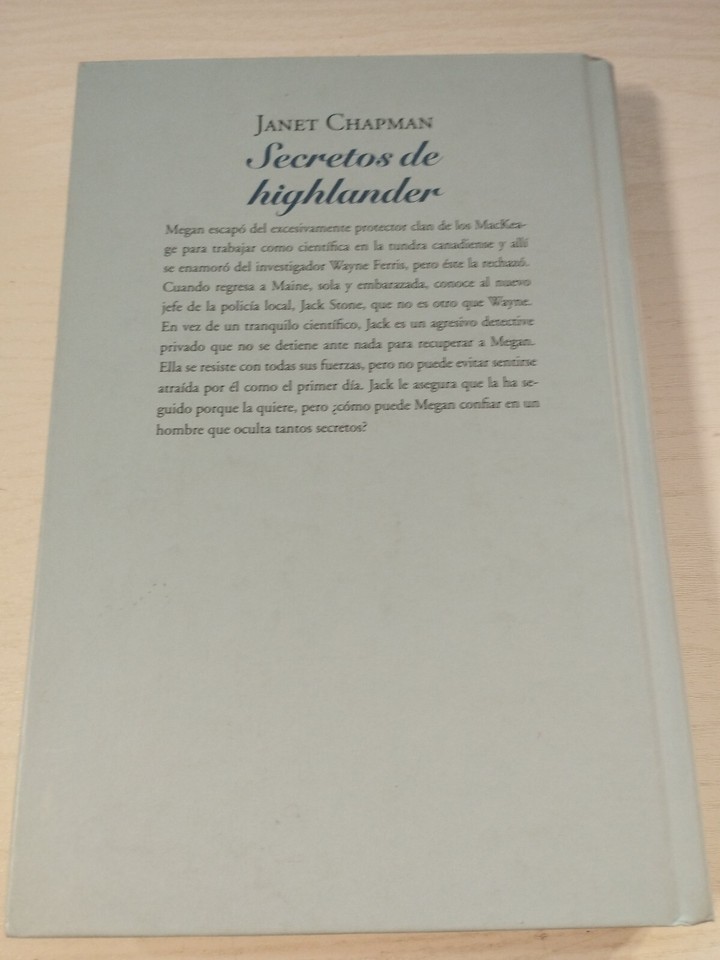 JANET CHAPMAN
Secretos de
highlander
Megan escapó del excesivamente protector clan de los MacKea-
ge para trabajar como científica en la tundra canadiense y allí
se enamoró del investigador Wayne Ferris, pero éste la rechazó.
Cuando regresa a Maine, sola y embarazada, conoce al nuevo
jefe de la policía local, Jack Stone, que no es otro que Wayne.
En vez de un tranquilo científico, Jack es un agresivo detective
privado que no se detiene ante nada para recuperar a Megan.
Ella se resiste con todas sus fuerzas, pero no puede evitar sentirse
atraída por él como el primer día. Jack le asegura que la ha se-
guido porque la quiere, pero ¿cómo puede Megan confiar en un
hombre que oculta tantos secretos?